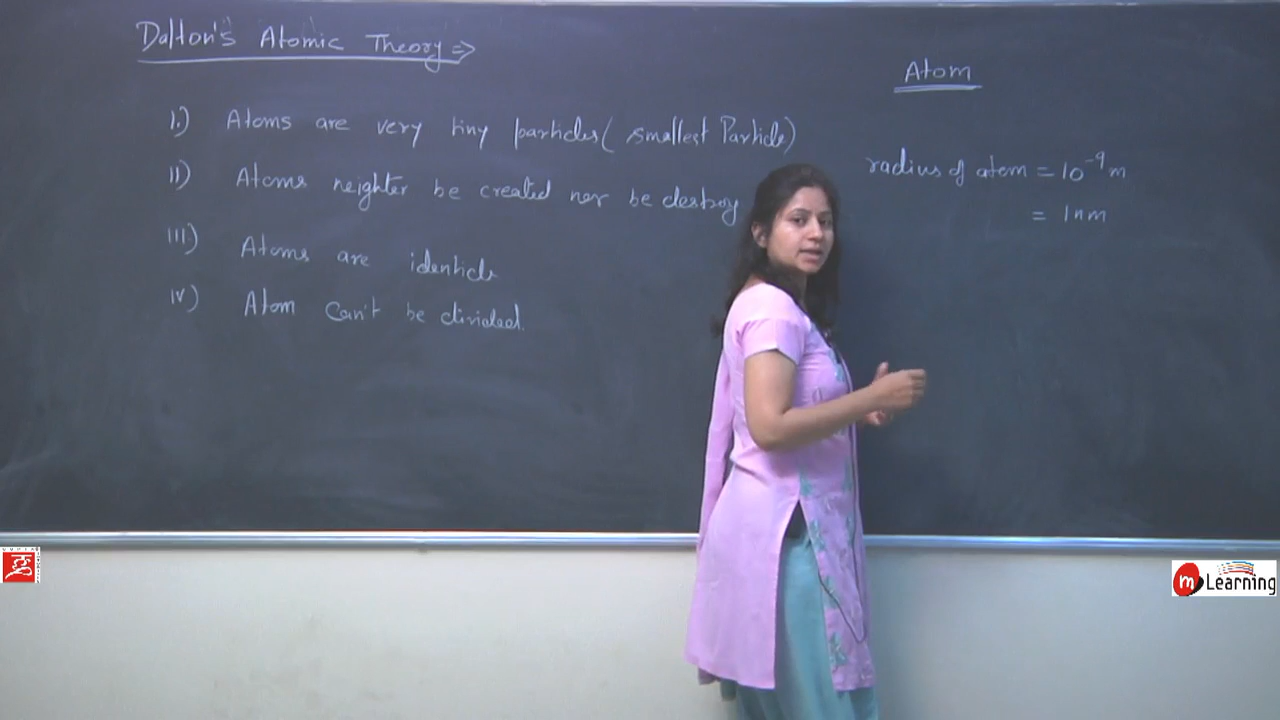 Dalton's Atomic Theory ⇒
I.) Atoms are very tiny particles ( smallest Particle)
II) Atoms neighter be created nor be destroy
III) Atoms are identicle
IV) Atom Can't be divided.
Atom
radius of atom = 10⁻⁹ m
= 1nm
m Learning